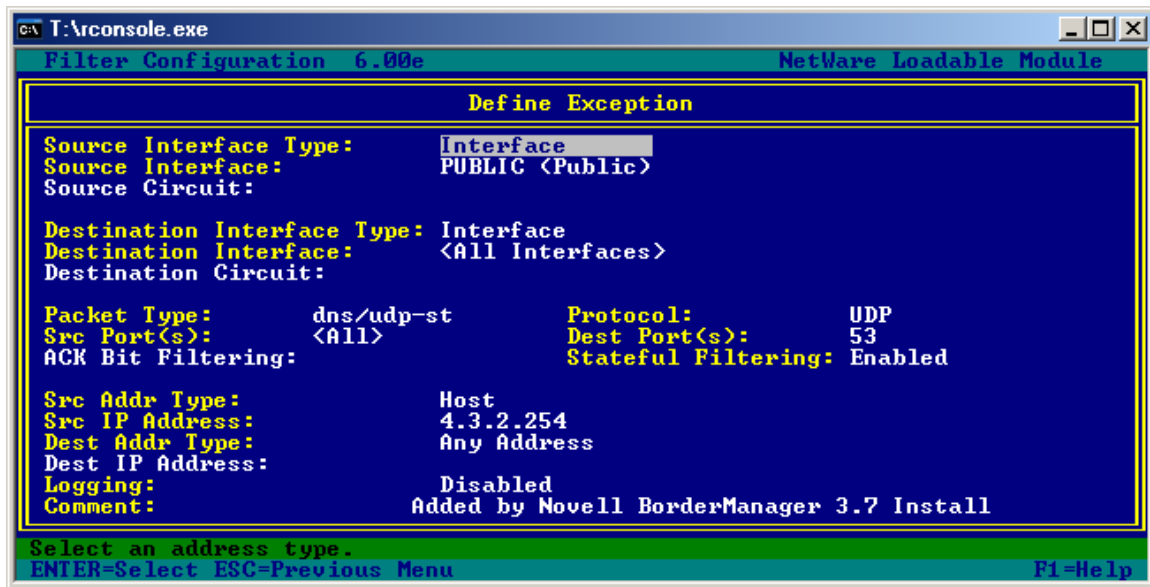 T:\rconsole.exe
Filter Configuration 6.00e NetWare Loadable Module
Define Exception
Source Interface Type: Interface
Source Interface: PUBLIC <Public>
Source Circuit:
Destination Interface Type: Interface
Destination Interface: <All Interfaces>
Destination Circuit:
Packet Type: dns/udp-st Protocol: UDP
Src Port(s): <All> Dest Port(s): 53
ACK Bit Filtering: Stateful Filtering: Enabled
Src Addr Type: Host
Src IP Address: 4.3.2.254
Dest Addr Type: Any Address
Dest IP Address:
Logging: Disabled
Comment: Added by Novell BorderManager 3.7 Install
Select an address type.
ENTER=Select ESC=Previous Menu F1=Help